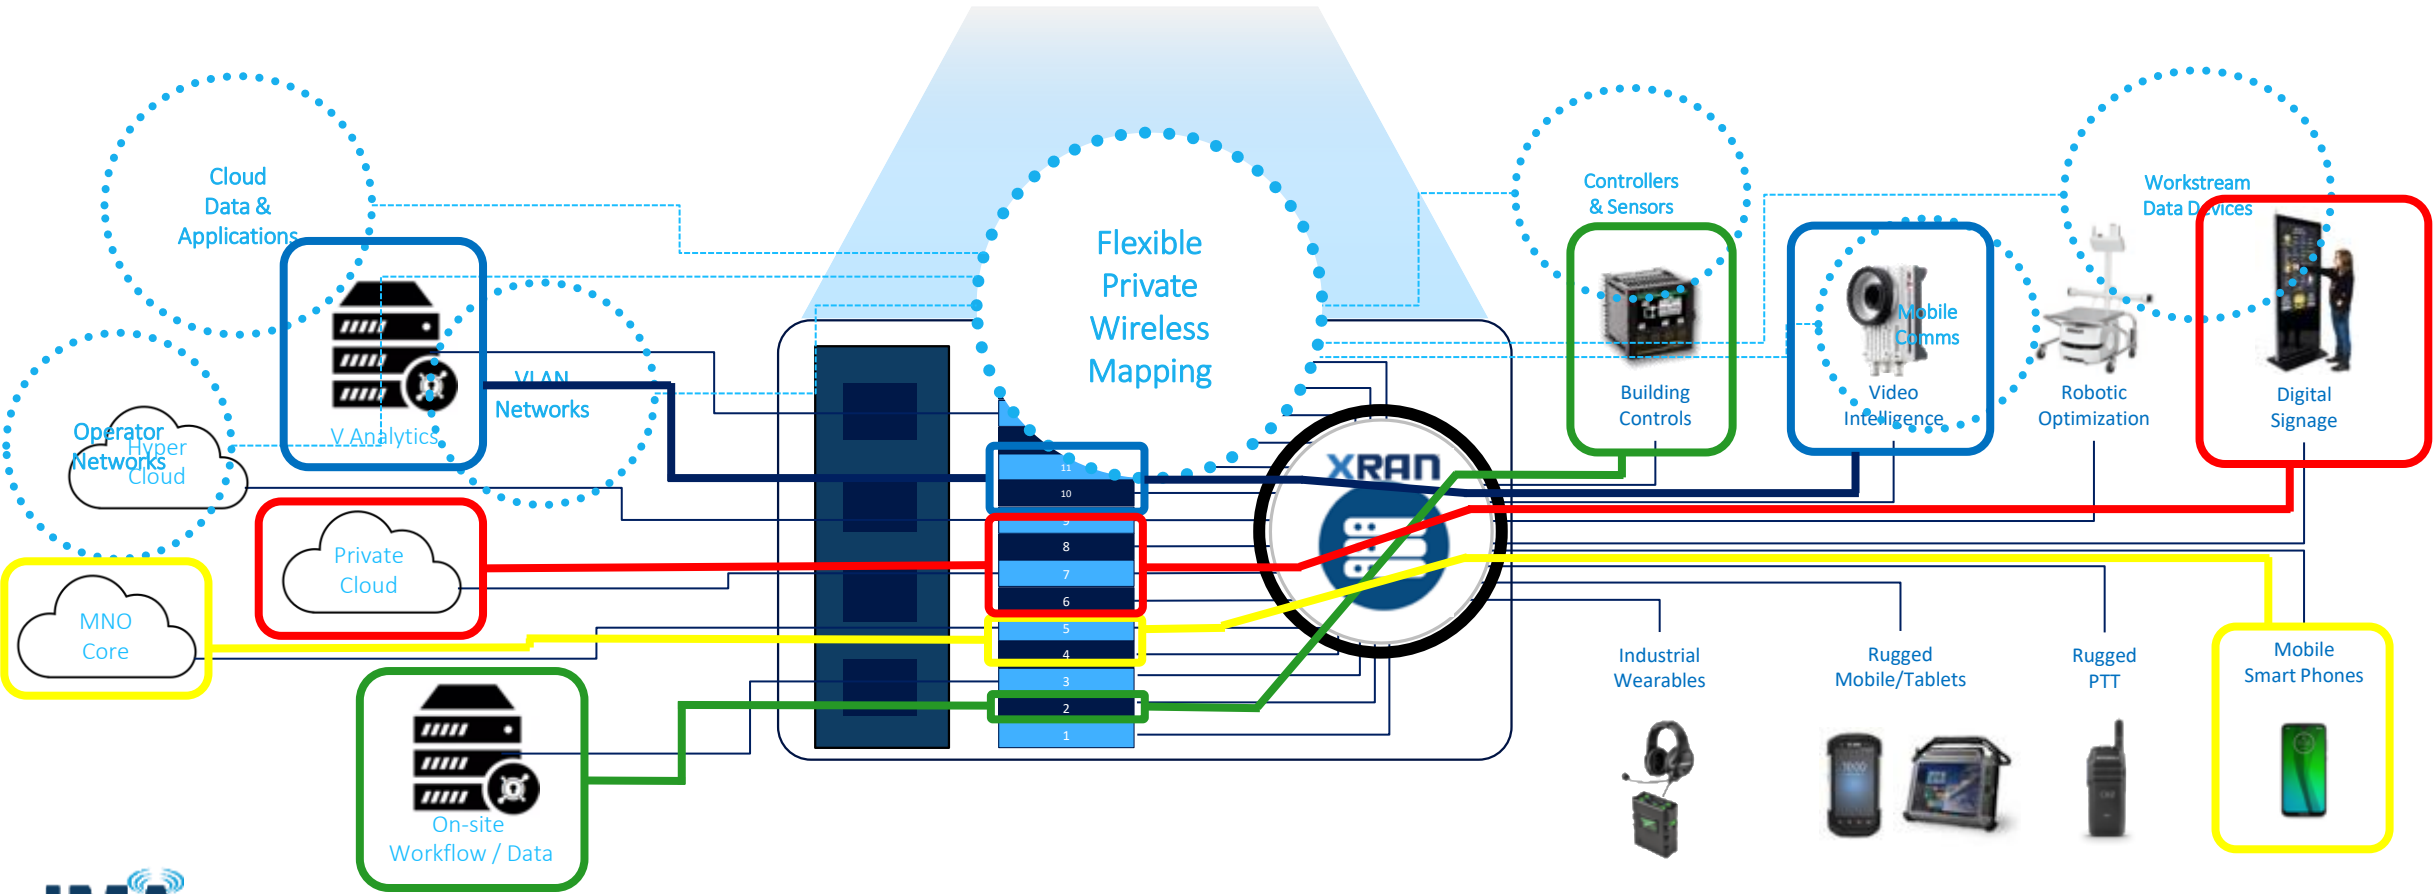 Cloud
Data &
Applications
Flexible
Private
Wireless
Mapping
Controllers
& Sensors
Workstream
Data Devices
Mobile
Comms
VLAN
Networks
Operator
Networks
Hyper
Cloud
V Analytics
Private
Cloud
MNO
Core
On-site
Workflow / Data
11
10
9
8
7
6
5
4
3
2
1
XRAN
Building
Controls
Video
Intelligence
Robotic
Optimization
Digital
Signage
Industrial
Wearables
Rugged
Mobile/Tablets
Rugged
PTT
Mobile
Smart Phones